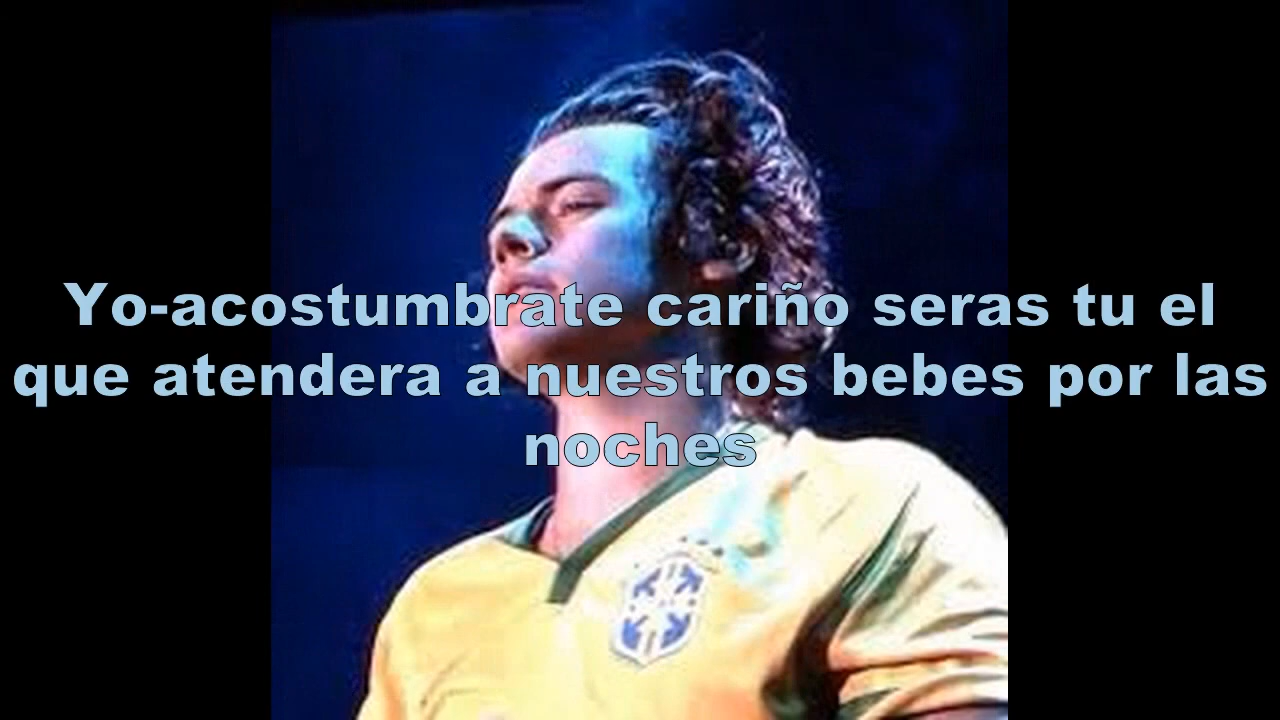 Yo-acostumbrate cariño seras tu el
que atendera a nuestros bebes por las
noches